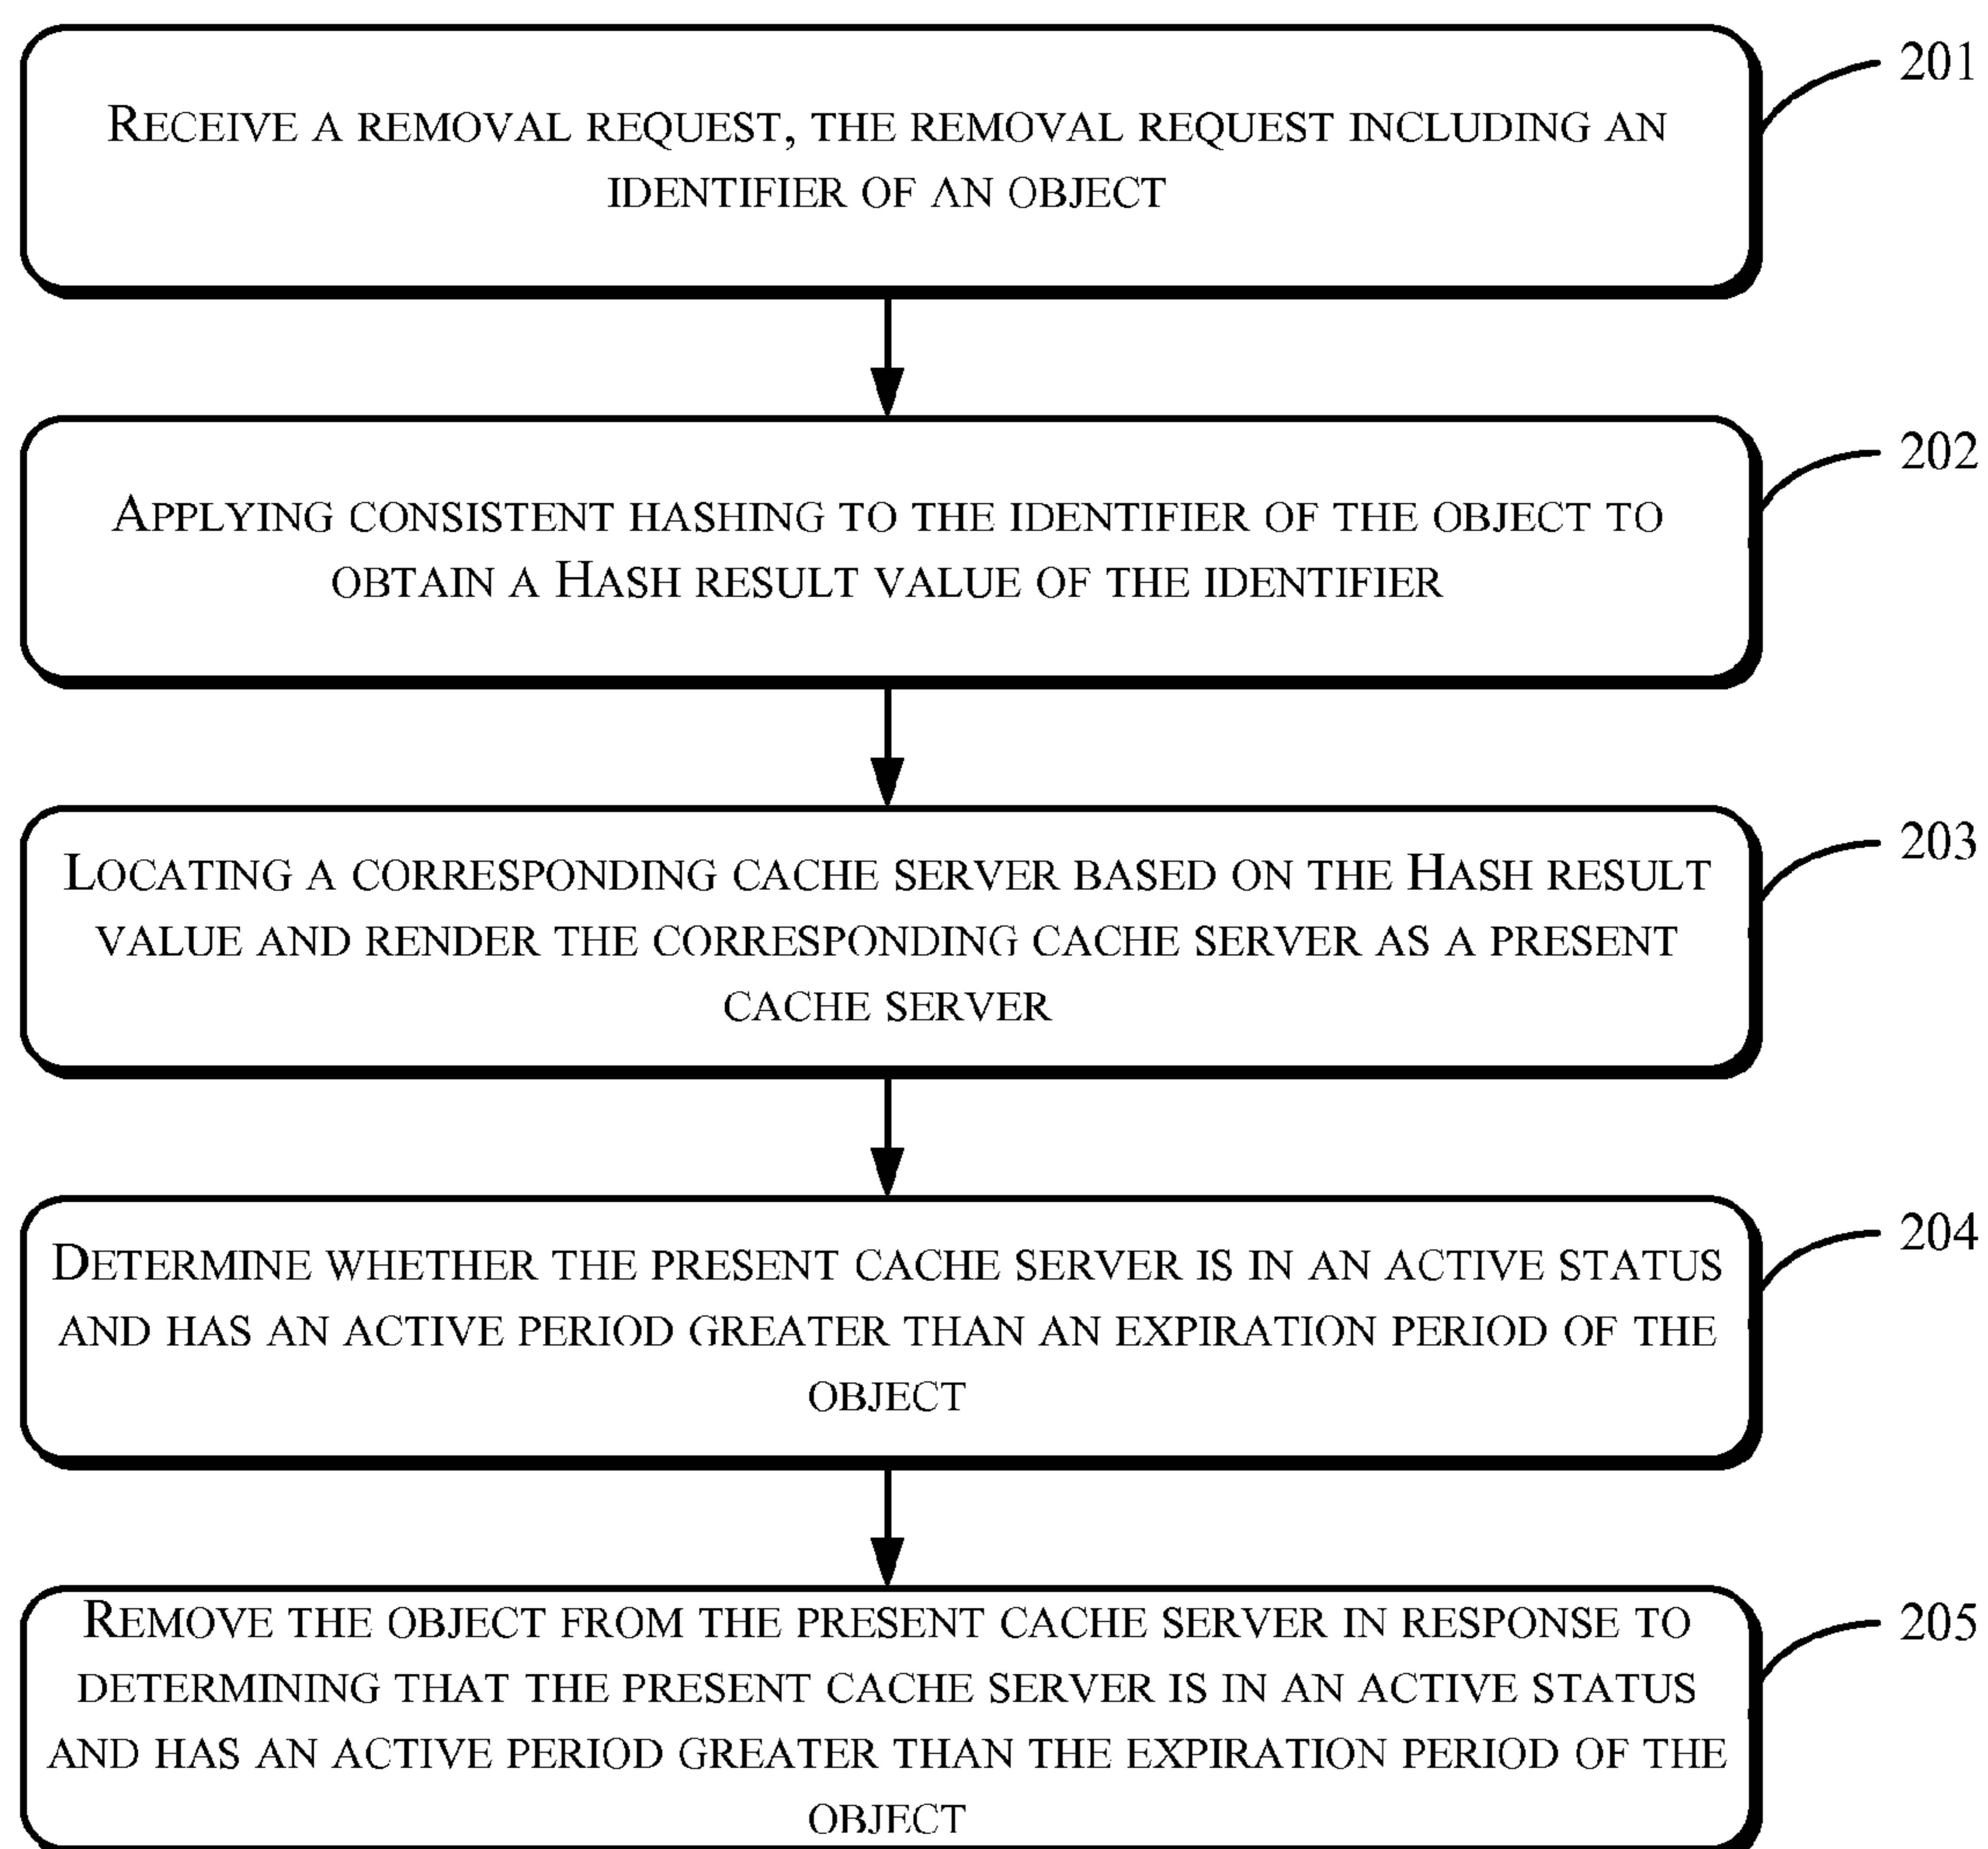 RECEIVE A REMOVAL REQUEST, THE REMOVAL REQUEST INCLUDING AN
IDENTIFIER OF AN OBJECT
201
APPLYING CONSISTENT HASHING TO THE IDENTIFIER OF THE OBJECT TO
OBTAIN A HASH RESULT VALUE OF THE IDENTIFIER
202
LOCATING A CORRESPONDING CACHE SERVER BASED ON THE HASH RESULT
VALUE AND RENDER THE CORRESPONDING CACHE SERVER AS A PRESENT
CACHE SERVER
203
DETERMINE WHETHER THE PRESENT CACHE SERVER IS IN AN ACTIVE STATUS
AND HAS AN ACTIVE PERIOD GREATER THAN AN EXPIRATION PERIOD OF THE
OBJECT
204
REMOVE THE OBJECT FROM THE PRESENT CACHE SERVER IN RESPONSE TO
DETERMINING THAT THE PRESENT CACHE SERVER IS IN AN ACTIVE STATUS
AND HAS AN ACTIVE PERIOD GREATER THAN THE EXPIRATION PERIOD OF THE
OBJECT
205